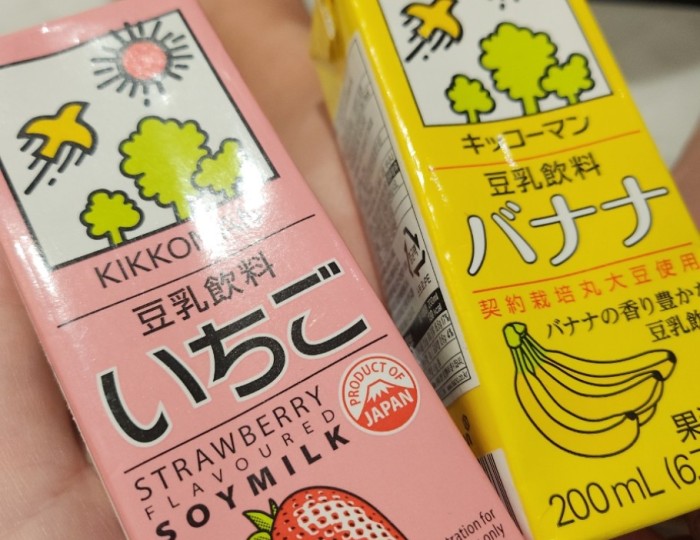 KIKKOMAN
豆乳飲料
いちご
PRODUCT OF
JAPAN
STRAWBERRY
FLAVOURED
SOYMILK
only
キッコーマン
豆乳飲料
バナナ
契約栽培丸大豆使用
バナナの香り豊かな
豆乳飲
果
200mL